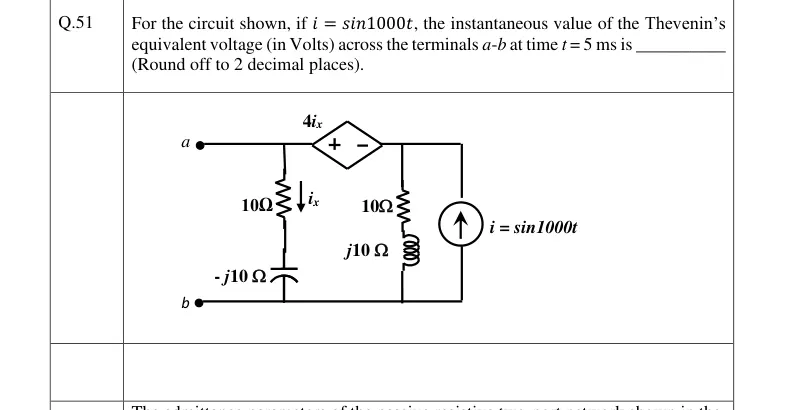 Q.51
For the circuit shown, if i = sin1000t, the instantaneous value of the Thevenin’s
equivalent voltage (in Volts) across the terminals a-b at time t = 5 ms is ___________
(Round off to 2 decimal places).
4iₓ
a
+ −
10Ω
iₓ
10Ω
i = sin1000t
j10 Ω
- j10 Ω
b